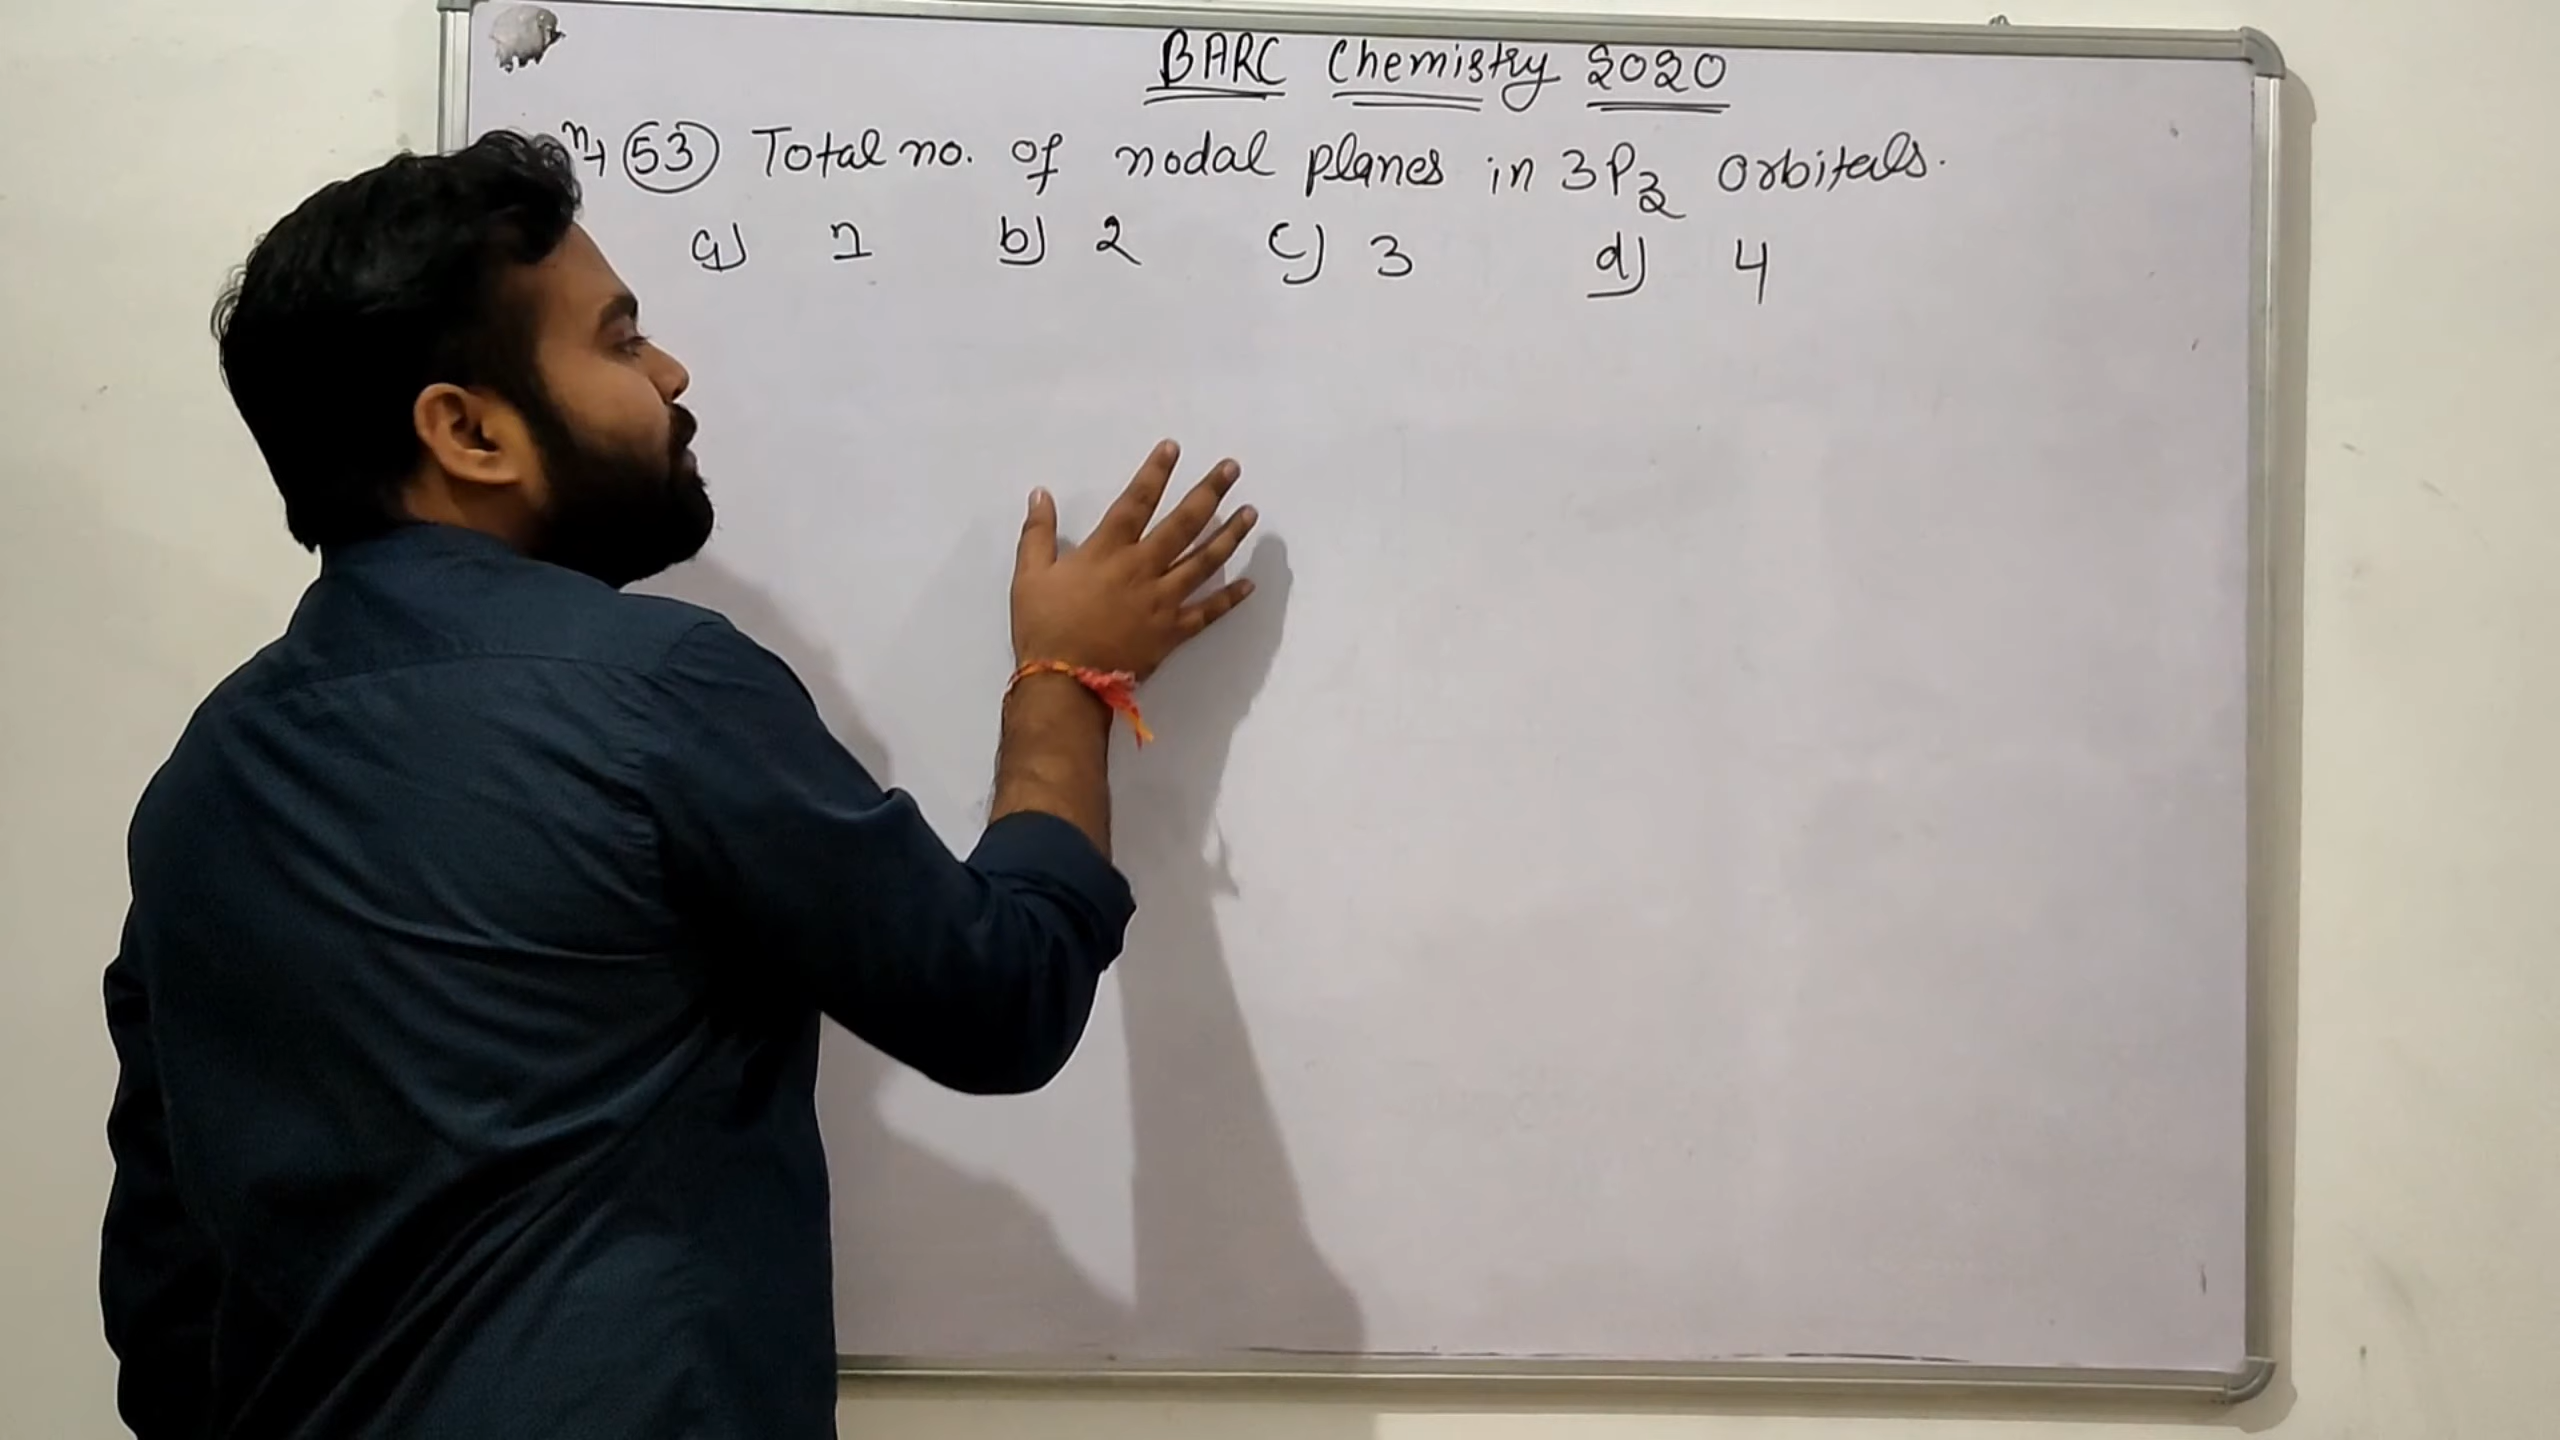 BARC Chemistry 2020
53 Total no. of nodal planes in 3Pz orbitals.
a) 1 b) 2 c) 3 d) 4